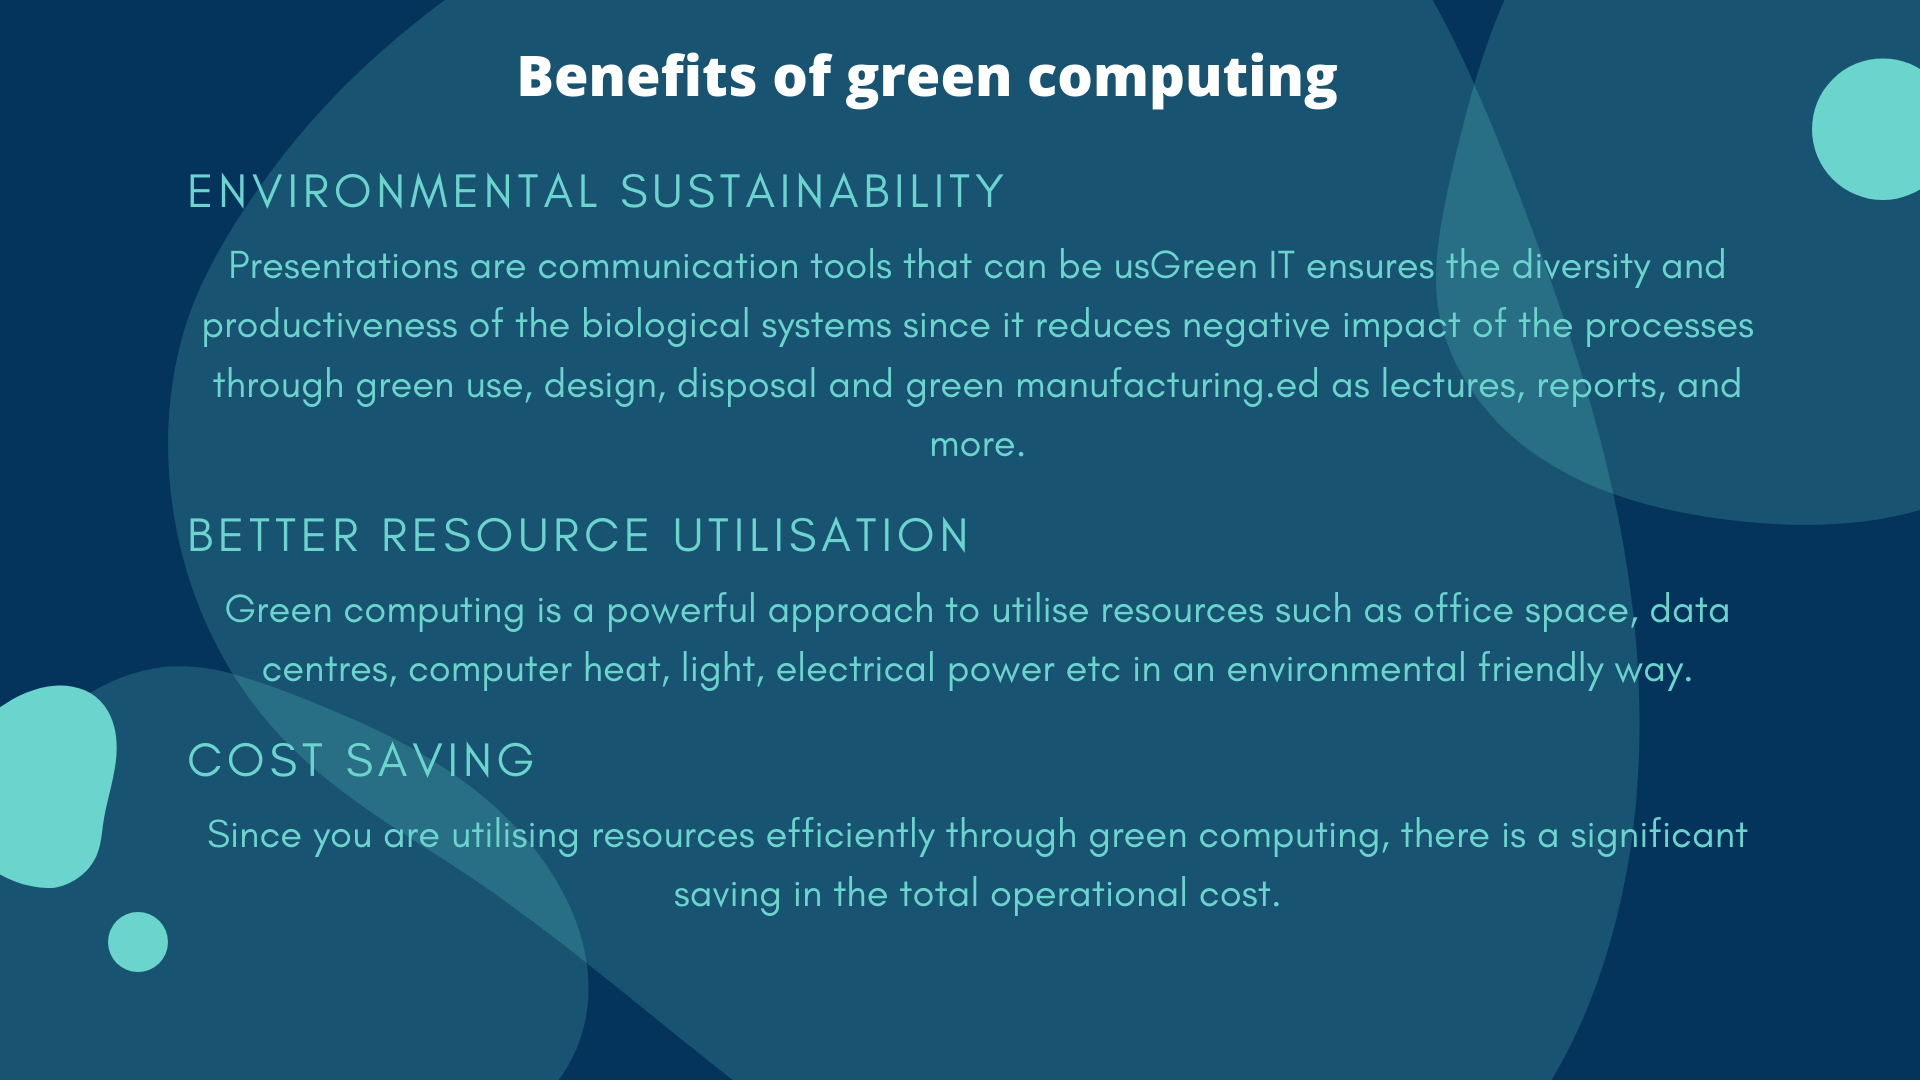 Benefits of green computing
ENVIRONMENTAL SUSTAINABILITY
Presentations are communication tools that can be usGreen IT ensures the diversity and
productiveness of the biological systems since it reduces negative impact of the processes
through green use, design, disposal and green manufacturing.ed as lectures, reports, and
more.
BETTER RESOURCE UTILISATION
Green computing is a powerful approach to utilise resources such as office space, data
centres, computer heat, light, electrical power etc in an environmental friendly way.
COST SAVING
Since you are utilising resources efficiently through green computing, there is a significant
saving in the total operational cost.